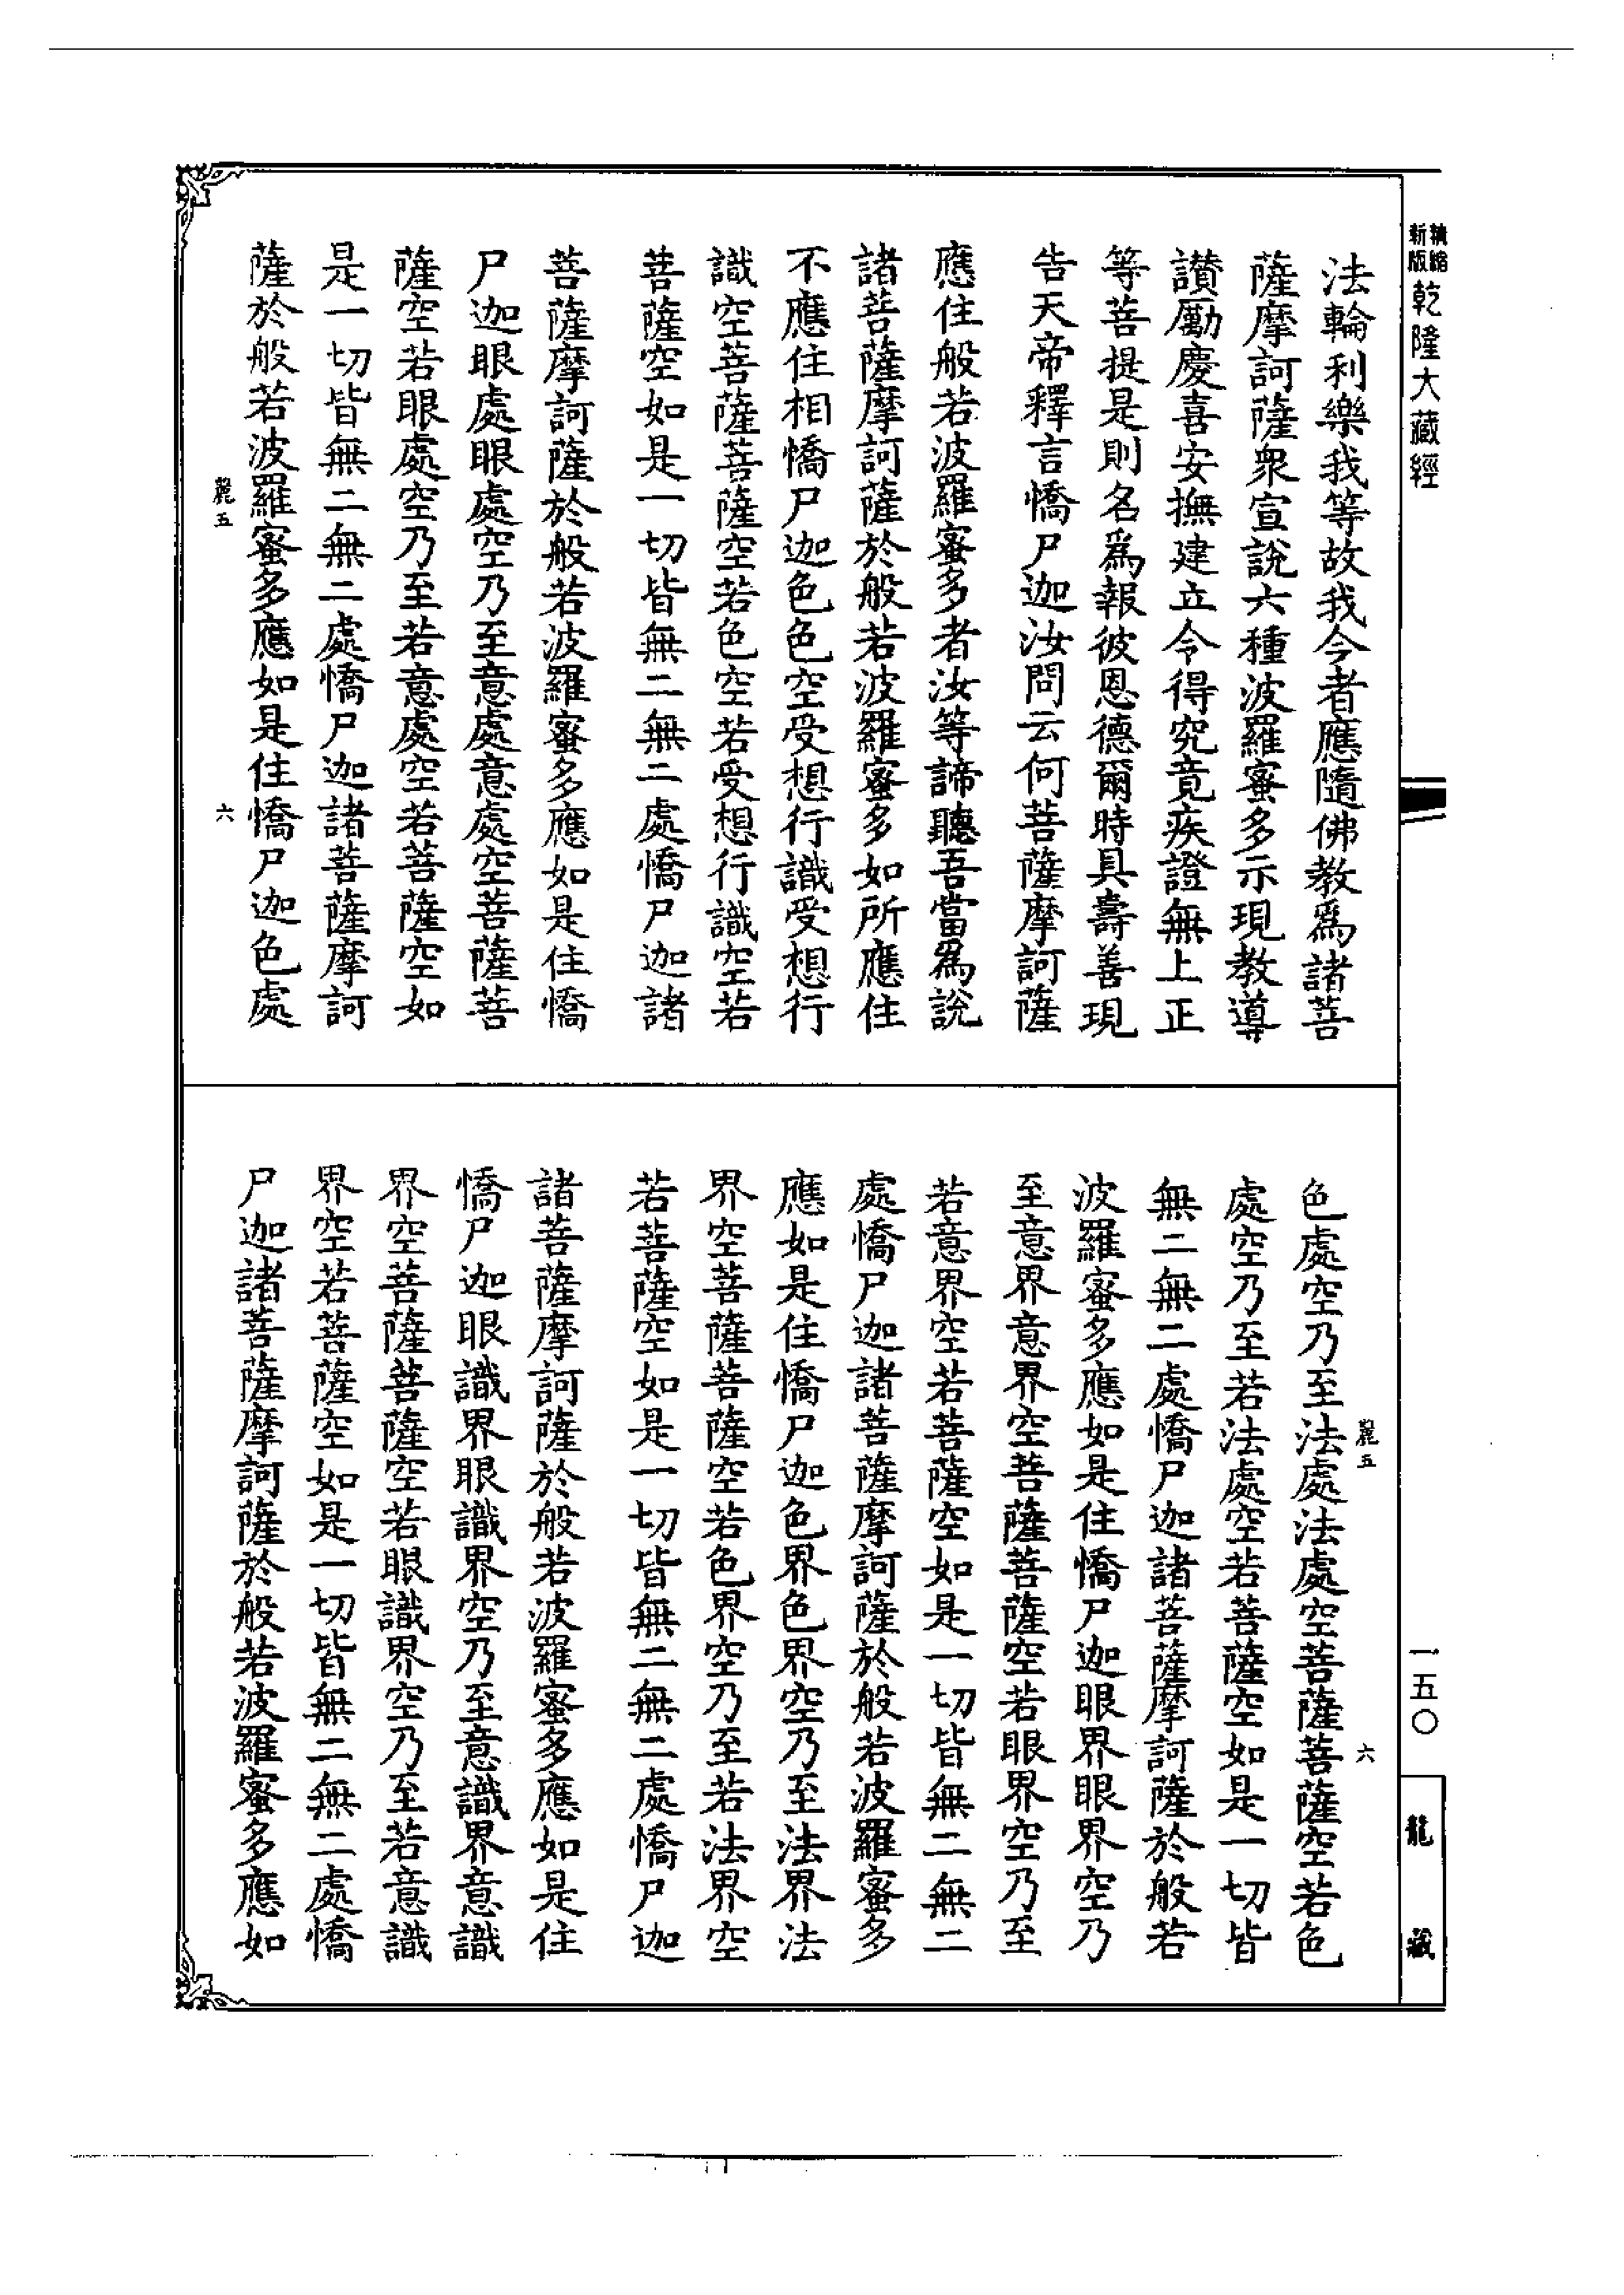 新版精縮乾隆大藏經
法輪利樂我等故我今者應隨佛教爲諸菩
薩摩訶薩衆宣說六種波羅蜜多示現教導
讚勵慶喜安撫建立令得究竟疾證無上正
等菩提是則名爲報彼恩德爾時具壽善現
告天帝釋言憍尸迦汝問云何菩薩摩訶薩
應住般若波羅蜜多者汝等諦聽吾當爲說
諸菩薩摩訶薩於般若波羅蜜多如所應住
不應住相憍尸迦色色空受想行識受想行
識空菩薩菩薩空若色空若受想行識空若
菩薩空如是一切皆無二無二處憍尸迦諸
菩薩摩訶薩於般若波羅蜜多應如是住憍
尸迦眼處眼處空乃至意處意處空菩薩菩
薩空若眼處空乃至若意處空若菩薩空如
是一切皆無二無二處憍尸迦諸菩薩摩訶
薩於般若波羅蜜多應如是住憍尸迦色處
麗五 六
麗五 六
色處空乃至法處法處空菩薩菩薩空若色
處空乃至若法處空若菩薩空如是一切皆
無二無二處憍尸迦諸菩薩摩訶薩於般若
波羅蜜多應如是住憍尸迦眼界眼界空乃
至意界意界空菩薩菩薩空若眼界空乃至
若意界空若菩薩空如是一切皆無二無二
處憍尸迦諸菩薩摩訶薩於般若波羅蜜多
應如是住憍尸迦色界色界空乃至法界法
界空菩薩菩薩空若色界空乃至若法界空
若菩薩空如是一切皆無二無二處憍尸迦
諸菩薩摩訶薩於般若波羅蜜多應如是住
憍尸迦眼識界眼識界空乃至意識界意識
界空菩薩菩薩空若眼識界空乃至若意識
界空若菩薩空如是一切皆無二無二處憍
尸迦諸菩薩摩訶薩於般若波羅蜜多應如
一五〇
龍藏